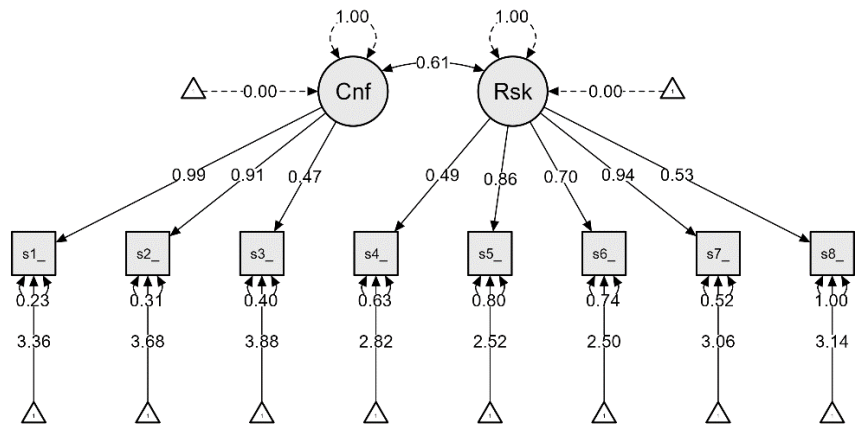 1.00 1.00
0.61
0.00 Cnf Rsk 0.00
0.99 0.91 0.47 0.49 0.86 0.70 0.94 0.53
s1_ s2_ s3_ s4_ s5_ s6_ s7_ s8_
0.23 0.31 0.40 0.63 0.80 0.74 0.52 1.00
3.36 3.68 3.88 2.82 2.52 2.50 3.06 3.14
1 1 1 1 1 1 1 1